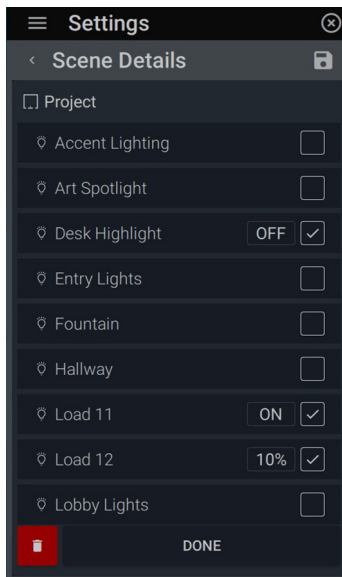 Settings
Scene Details
Project
Accent Lighting
Art Spotlight
Desk Highlight OFF
Entry Lights
Fountain
Hallway
Load 11 ON
Load 12 10%
Lobby Lights
DONE